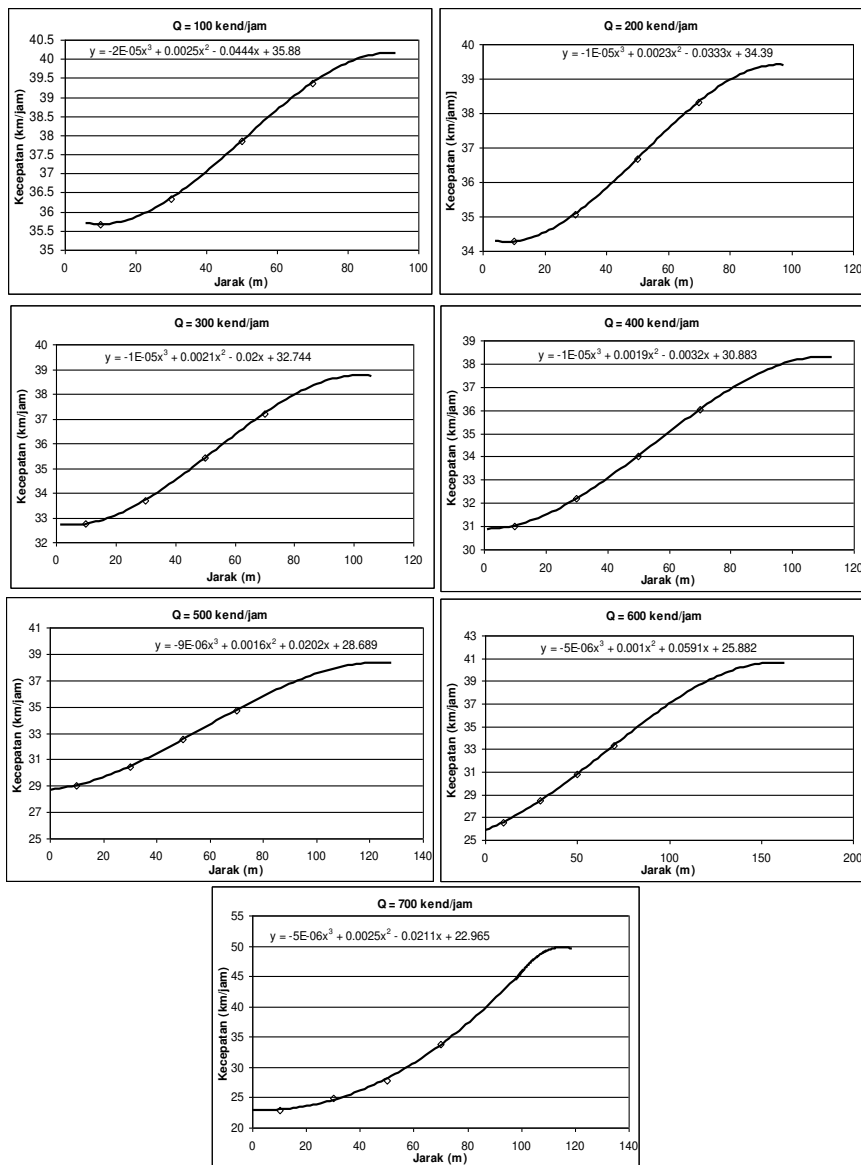 Q = 100 kend/jam
y = -2E-05x³ + 0.0025x² - 0.0444x + 35.88
Kecepatan (km/jam)
40.5
40
39.5
39
38.5
38
37.5
37
36.5
36
35.5
35
0 20 40 60 80 100
Jarak (m)
Q = 200 kend/jam
y = -1E-05x³ + 0.0023x² - 0.0333x + 34.39
Kecepatan (km/jam)]
40
39
38
37
36
35
34
0 20 40 60 80 100 120
Jarak (m)
Q = 300 kend/jam
y = -1E-05x³ + 0.0021x² - 0.02x + 32.744
Kecepatan (km/jam)
40
39
38
37
36
35
34
33
32
0 20 40 60 80 100 120
Jarak (m)
Q = 400 kend/jam
y = -1E-05x³ + 0.0019x² - 0.0032x + 30.883
Kecepatan (km/jam)
39
38
37
36
35
34
33
32
31
30
0 20 40 60 80 100 120
Jarak (m)
Q = 500 kend/jam
y = -9E-06x³ + 0.0016x² + 0.0202x + 28.689
Kecepatan (km/jam)
41
39
37
35
33
31
29
27
25
0 20 40 60 80 100 120 140
Jarak (m)
Q = 600 kend/jam
y = -5E-06x³ + 0.001x² + 0.0591x + 25.882
Kecepatan (km/jam)
43
41
39
37
35
33
31
29
27
25
0 50 100 150 200
Jarak (m)
Q = 700 kend/jam
y = -5E-06x³ + 0.0025x² - 0.0211x + 22.965
Kecepatan (km/jam)
55
50
45
40
35
30
25
20
0 20 40 60 80 100 120 140
Jarak (m)